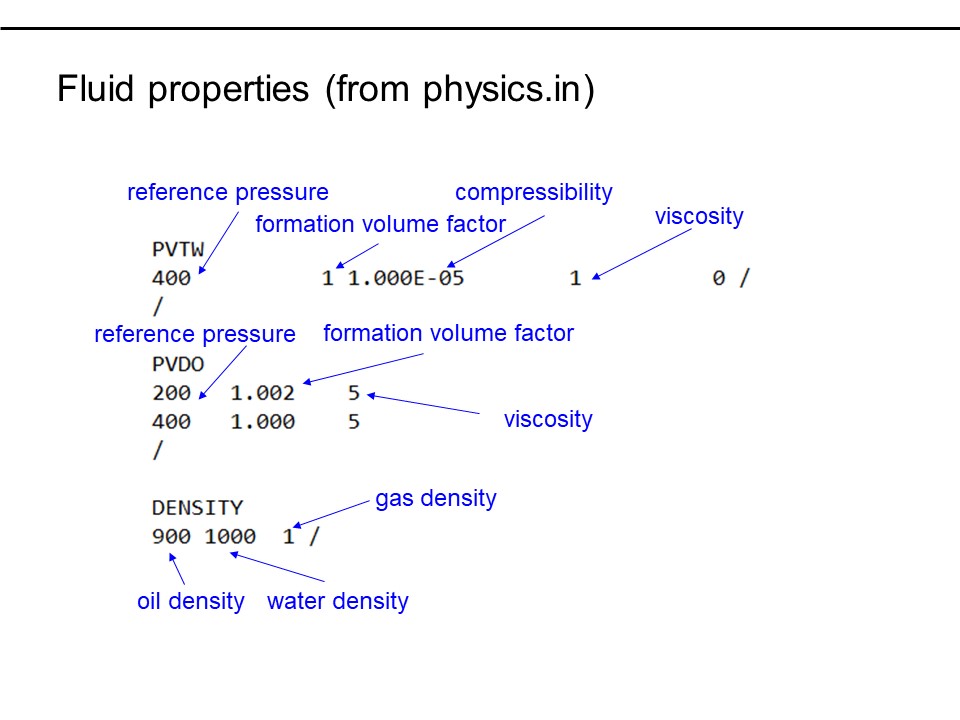 Fluid properties (from physics.in)
reference pressure
compressibility
viscosity
formation volume factor
PVTW
400 1 1.000E-05 1 0 /
/
reference pressure
formation volume factor
PVDO
200 1.002 5
400 1.000 5
/
viscosity
gas density
DENSITY
900 1000 1 /
oil density
water density